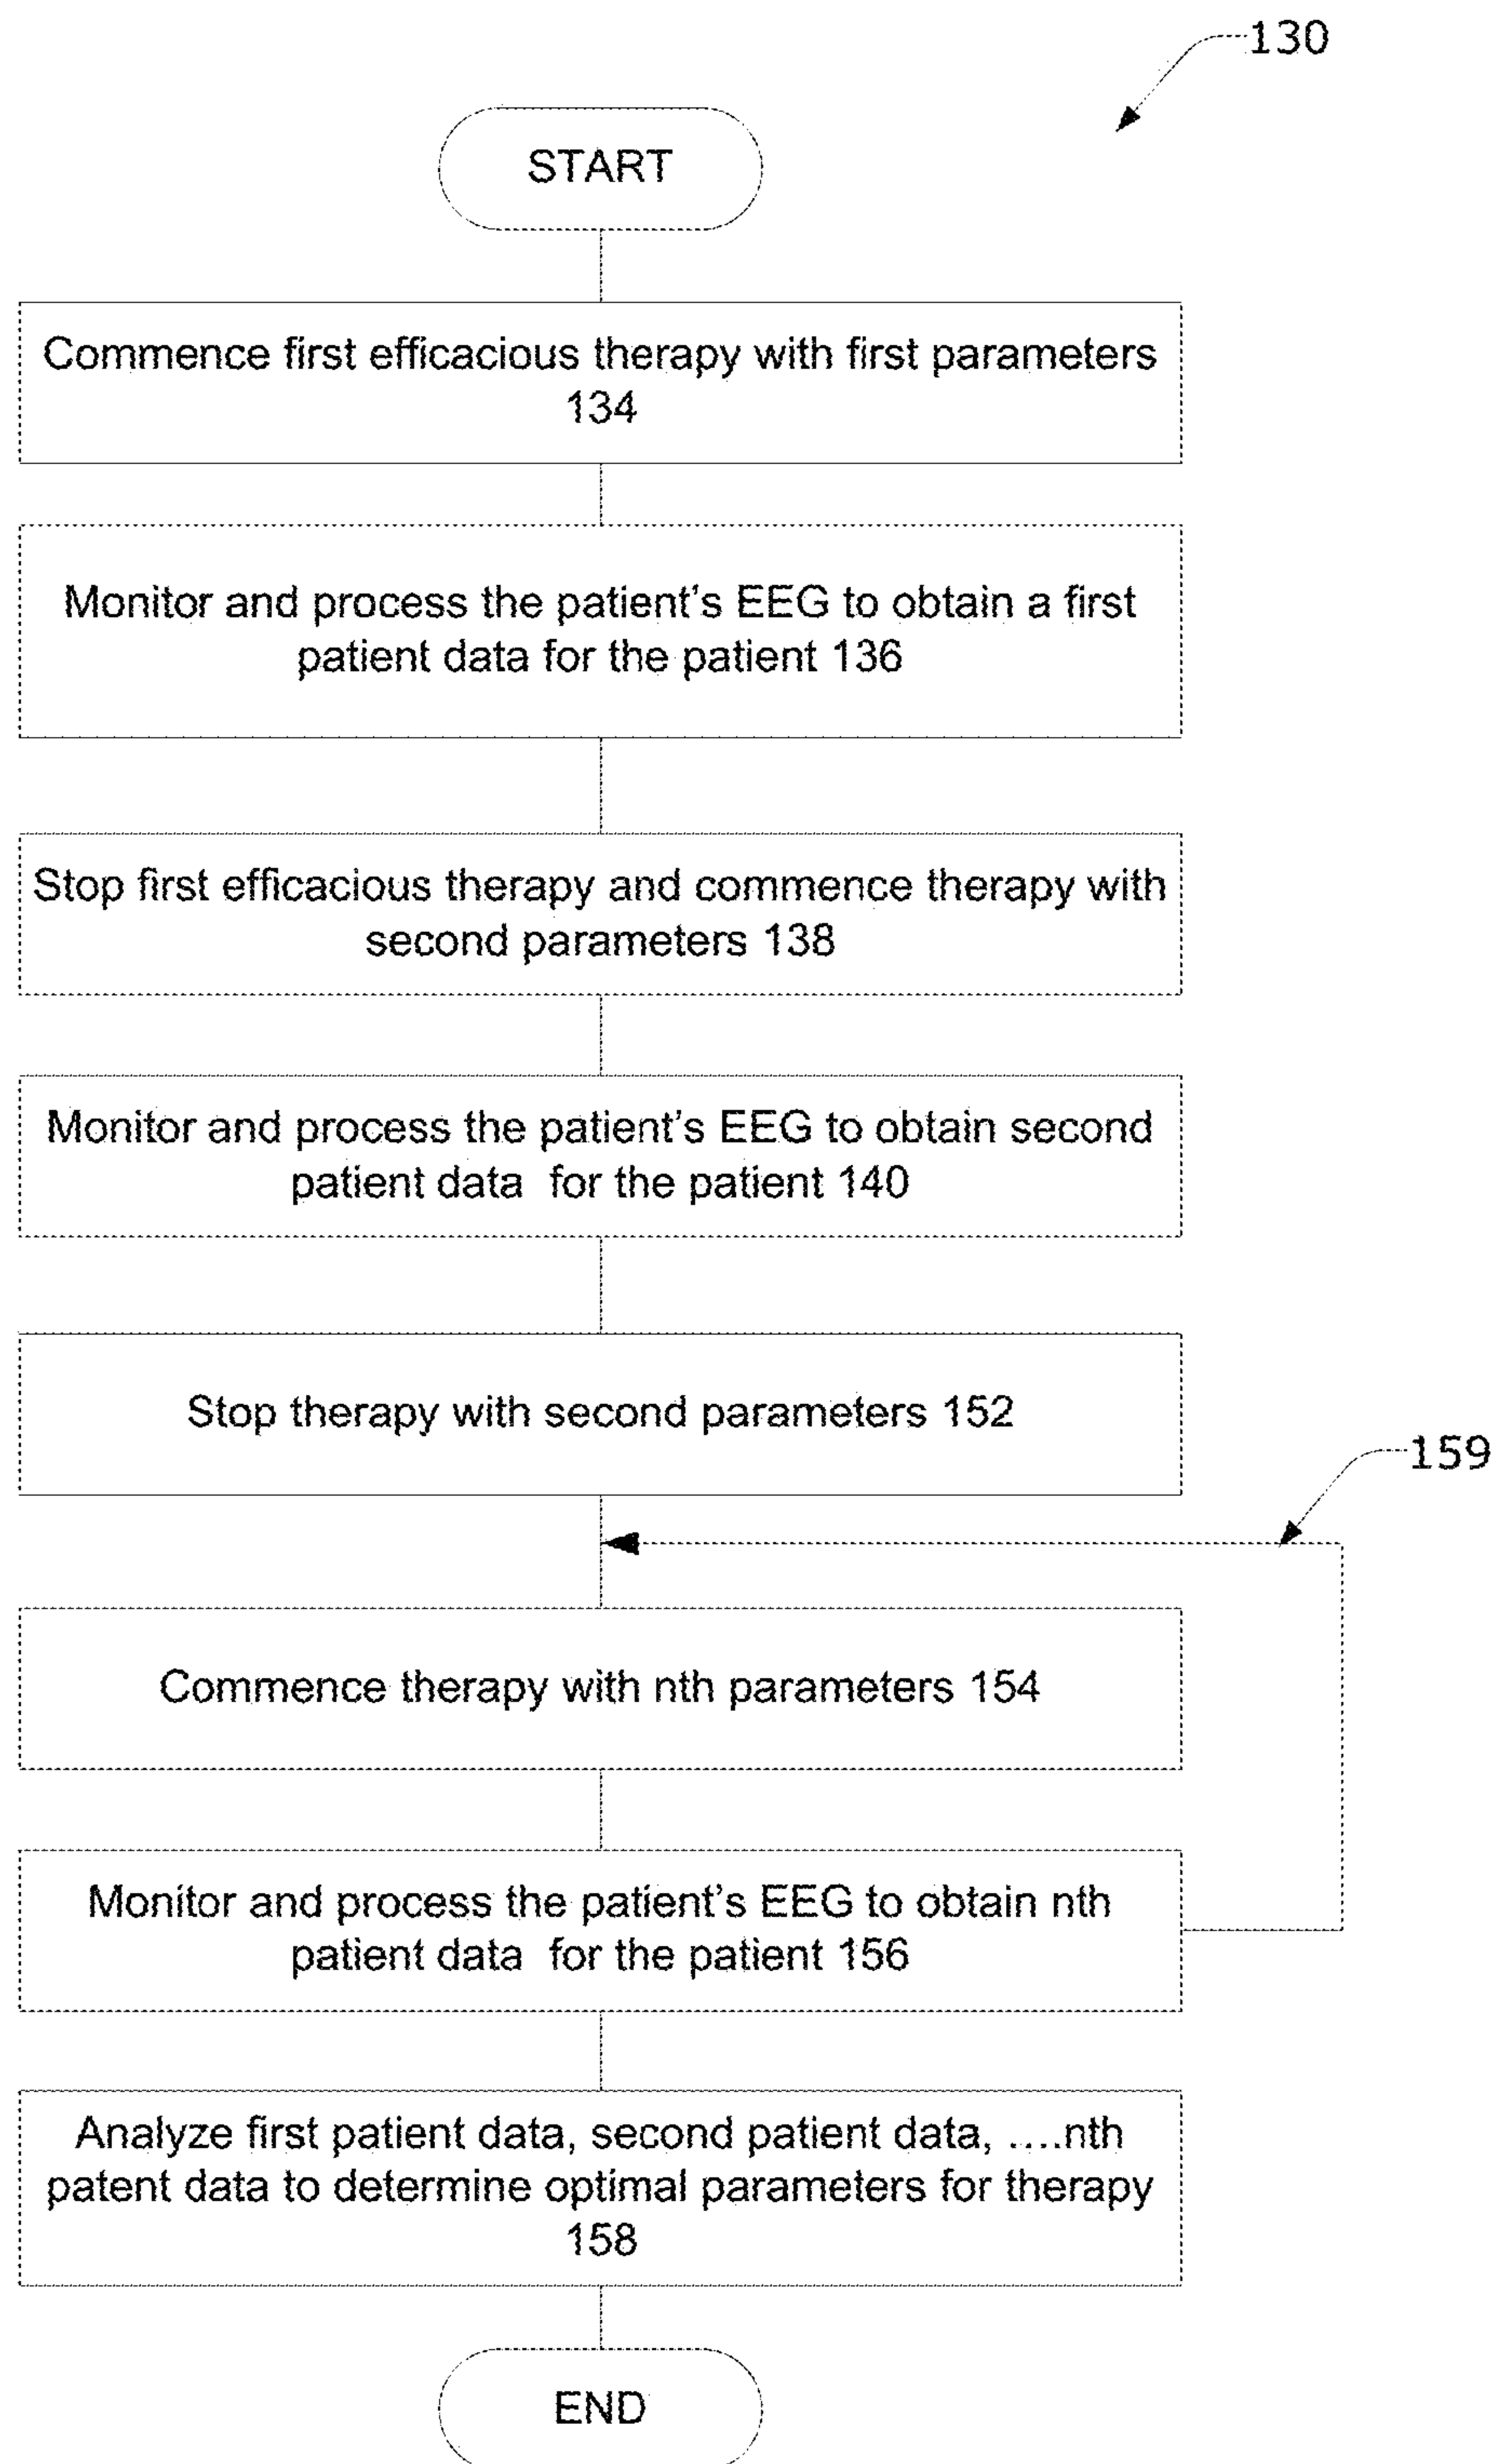 130
START
Commence first efficacious therapy with first parameters
134
Monitor and process the patient's EEG to obtain a first
patient data for the patient 136
Stop first efficacious therapy and commence therapy with
second parameters 138
Monitor and process the patient's EEG to obtain second
patient data for the patient 140
Stop therapy with second parameters 152
159
Commence therapy with nth parameters 154
Monitor and process the patient's EEG to obtain nth
patient data for the patient 156
Analyze first patient data, second patient data, ....nth
patent data to determine optimal parameters for therapy
158
END